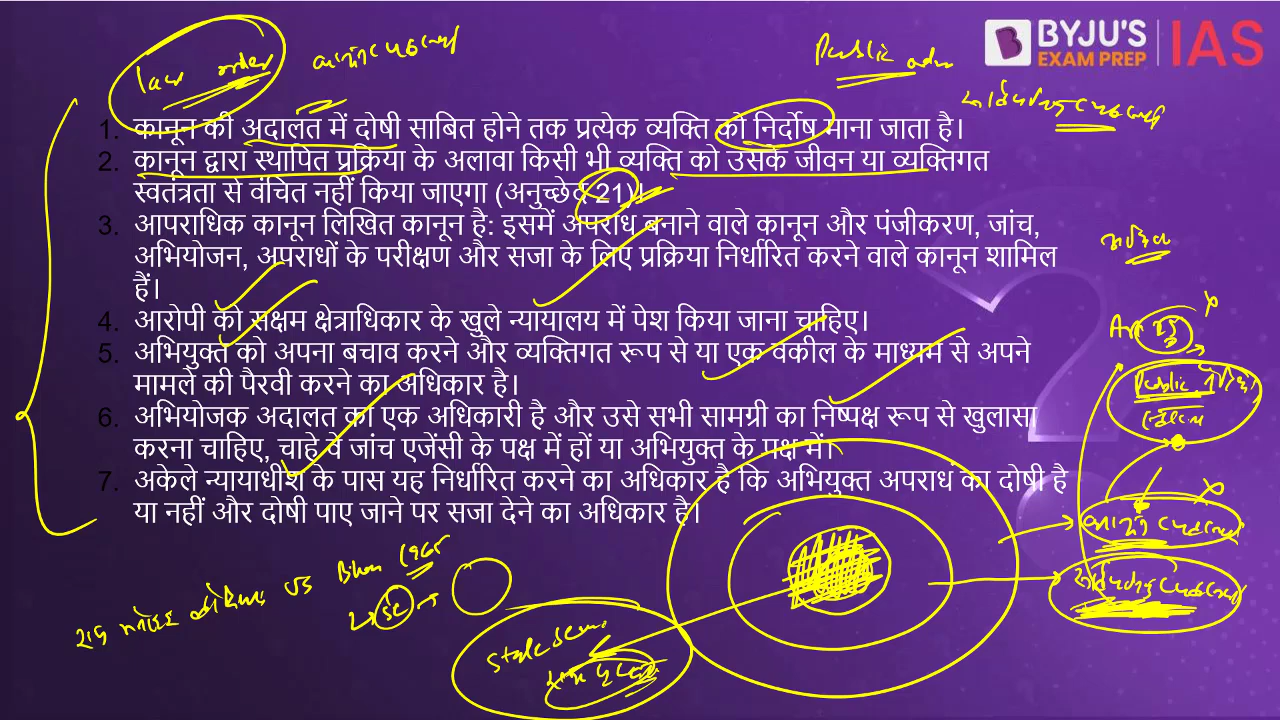 BYJU'S
EXAM PREP
IAS
law order
Public
1. कानून की अदालत में दोषी साबित होने तक प्रत्येक व्यक्ति को निर्दोष माना जाता है।
2. कानून द्वारा स्थापित प्रक्रिया के अलावा किसी भी व्यक्ति को उसके जीवन या व्यक्तिगत
स्वतंत्रता से वंचित नहीं किया जाएगा (अनुच्छेद 21)।
3. आपराधिक कानून लिखित कानून है: इसमें अपराध बनाने वाले कानून और पंजीकरण, जांच,
अभियोजन, अपराधों के परीक्षण और सजा के लिए प्रक्रिया निर्धारित करने वाले कानून शामिल
हैं।
4. आरोपी को सक्षम क्षेत्राधिकार के खुले न्यायालय में पेश किया जाना चाहिए।
5. अभियुक्त को अपना बचाव करने और व्यक्तिगत रूप से या एक वकील के माध्यम से अपने
मामले की पैरवी करने का अधिकार है।
Public
6. अभियोजक अदालत का एक अधिकारी है और उसे सभी सामग्री का निष्पक्ष रूप से खुलासा
करना चाहिए, चाहे वे जांच एजेंसी के पक्ष में हों या अभियुक्त के पक्ष में।
7. अकेले न्यायाधीश के पास यह निर्धारित करने का अधिकार है कि अभियुक्त अपराध का दोषी है
या नहीं और दोषी पाए जाने पर सजा देने का अधिकार है।
vs 1965
SC
State